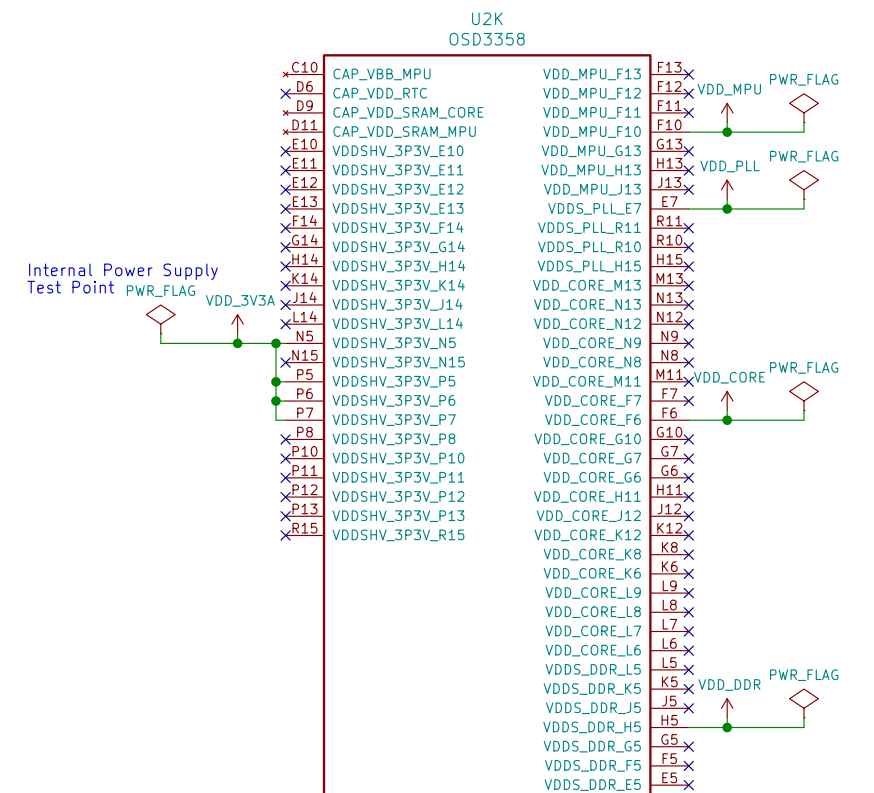 U2K
OSD3358
C10 CAP_VBB_MPU
D6 CAP_VDD_RTC
D9 CAP_VDD_SRAM_CORE
D11 CAP_VDD_SRAM_MPU
E10 VDDSHV_3P3V_E10
E11 VDDSHV_3P3V_E11
E12 VDDSHV_3P3V_E12
E13 VDDSHV_3P3V_E13
F14 VDDSHV_3P3V_F14
G14 VDDSHV_3P3V_G14
H14 VDDSHV_3P3V_H14
K14 VDDSHV_3P3V_K14
J14 VDDSHV_3P3V_J14
L14 VDDSHV_3P3V_L14
N5 VDDSHV_3P3V_N5
N15 VDDSHV_3P3V_N15
P5 VDDSHV_3P3V_P5
P6 VDDSHV_3P3V_P6
P7 VDDSHV_3P3V_P7
P8 VDDSHV_3P3V_P8
P10 VDDSHV_3P3V_P10
P11 VDDSHV_3P3V_P11
P12 VDDSHV_3P3V_P12
P13 VDDSHV_3P3V_P13
R15 VDDSHV_3P3V_R15
Internal Power Supply
Test Point
PWR_FLAG
VDD_3V3A
VDD_MPU_F13 F13
VDD_MPU_F12 F12
VDD_MPU_F11 F11
VDD_MPU_F10 F10
VDD_MPU_G13 G13
VDD_MPU_H13 H13
VDD_MPU_J13 J13
VDDS_PLL_E7 E7
VDDS_PLL_R11 R11
VDDS_PLL_R10 R10
VDDS_PLL_H15 H15
VDD_CORE_M13 M13
VDD_CORE_N13 N13
VDD_CORE_N12 N12
VDD_CORE_N9 N9
VDD_CORE_N8 N8
VDD_CORE_M11 M11
VDD_CORE_F7 F7
VDD_CORE_F6 F6
VDD_CORE_G10 G10
VDD_CORE_G7 G7
VDD_CORE_G6 G6
VDD_CORE_H11 H11
VDD_CORE_J12 J12
VDD_CORE_K12 K12
VDD_CORE_K8 K8
VDD_CORE_K6 K6
VDD_CORE_L9 L9
VDD_CORE_L8 L8
VDD_CORE_L7 L7
VDD_CORE_L6 L6
VDDS_DDR_L5 L5
VDDS_DDR_K5 K5
VDDS_DDR_J5 J5
VDDS_DDR_H5 H5
VDDS_DDR_G5 G5
VDDS_DDR_F5 F5
VDDS_DDR_E5 E5
VDD_MPU
PWR_FLAG
VDD_PLL
PWR_FLAG
VDD_CORE
PWR_FLAG
VDD_DDR
PWR_FLAG